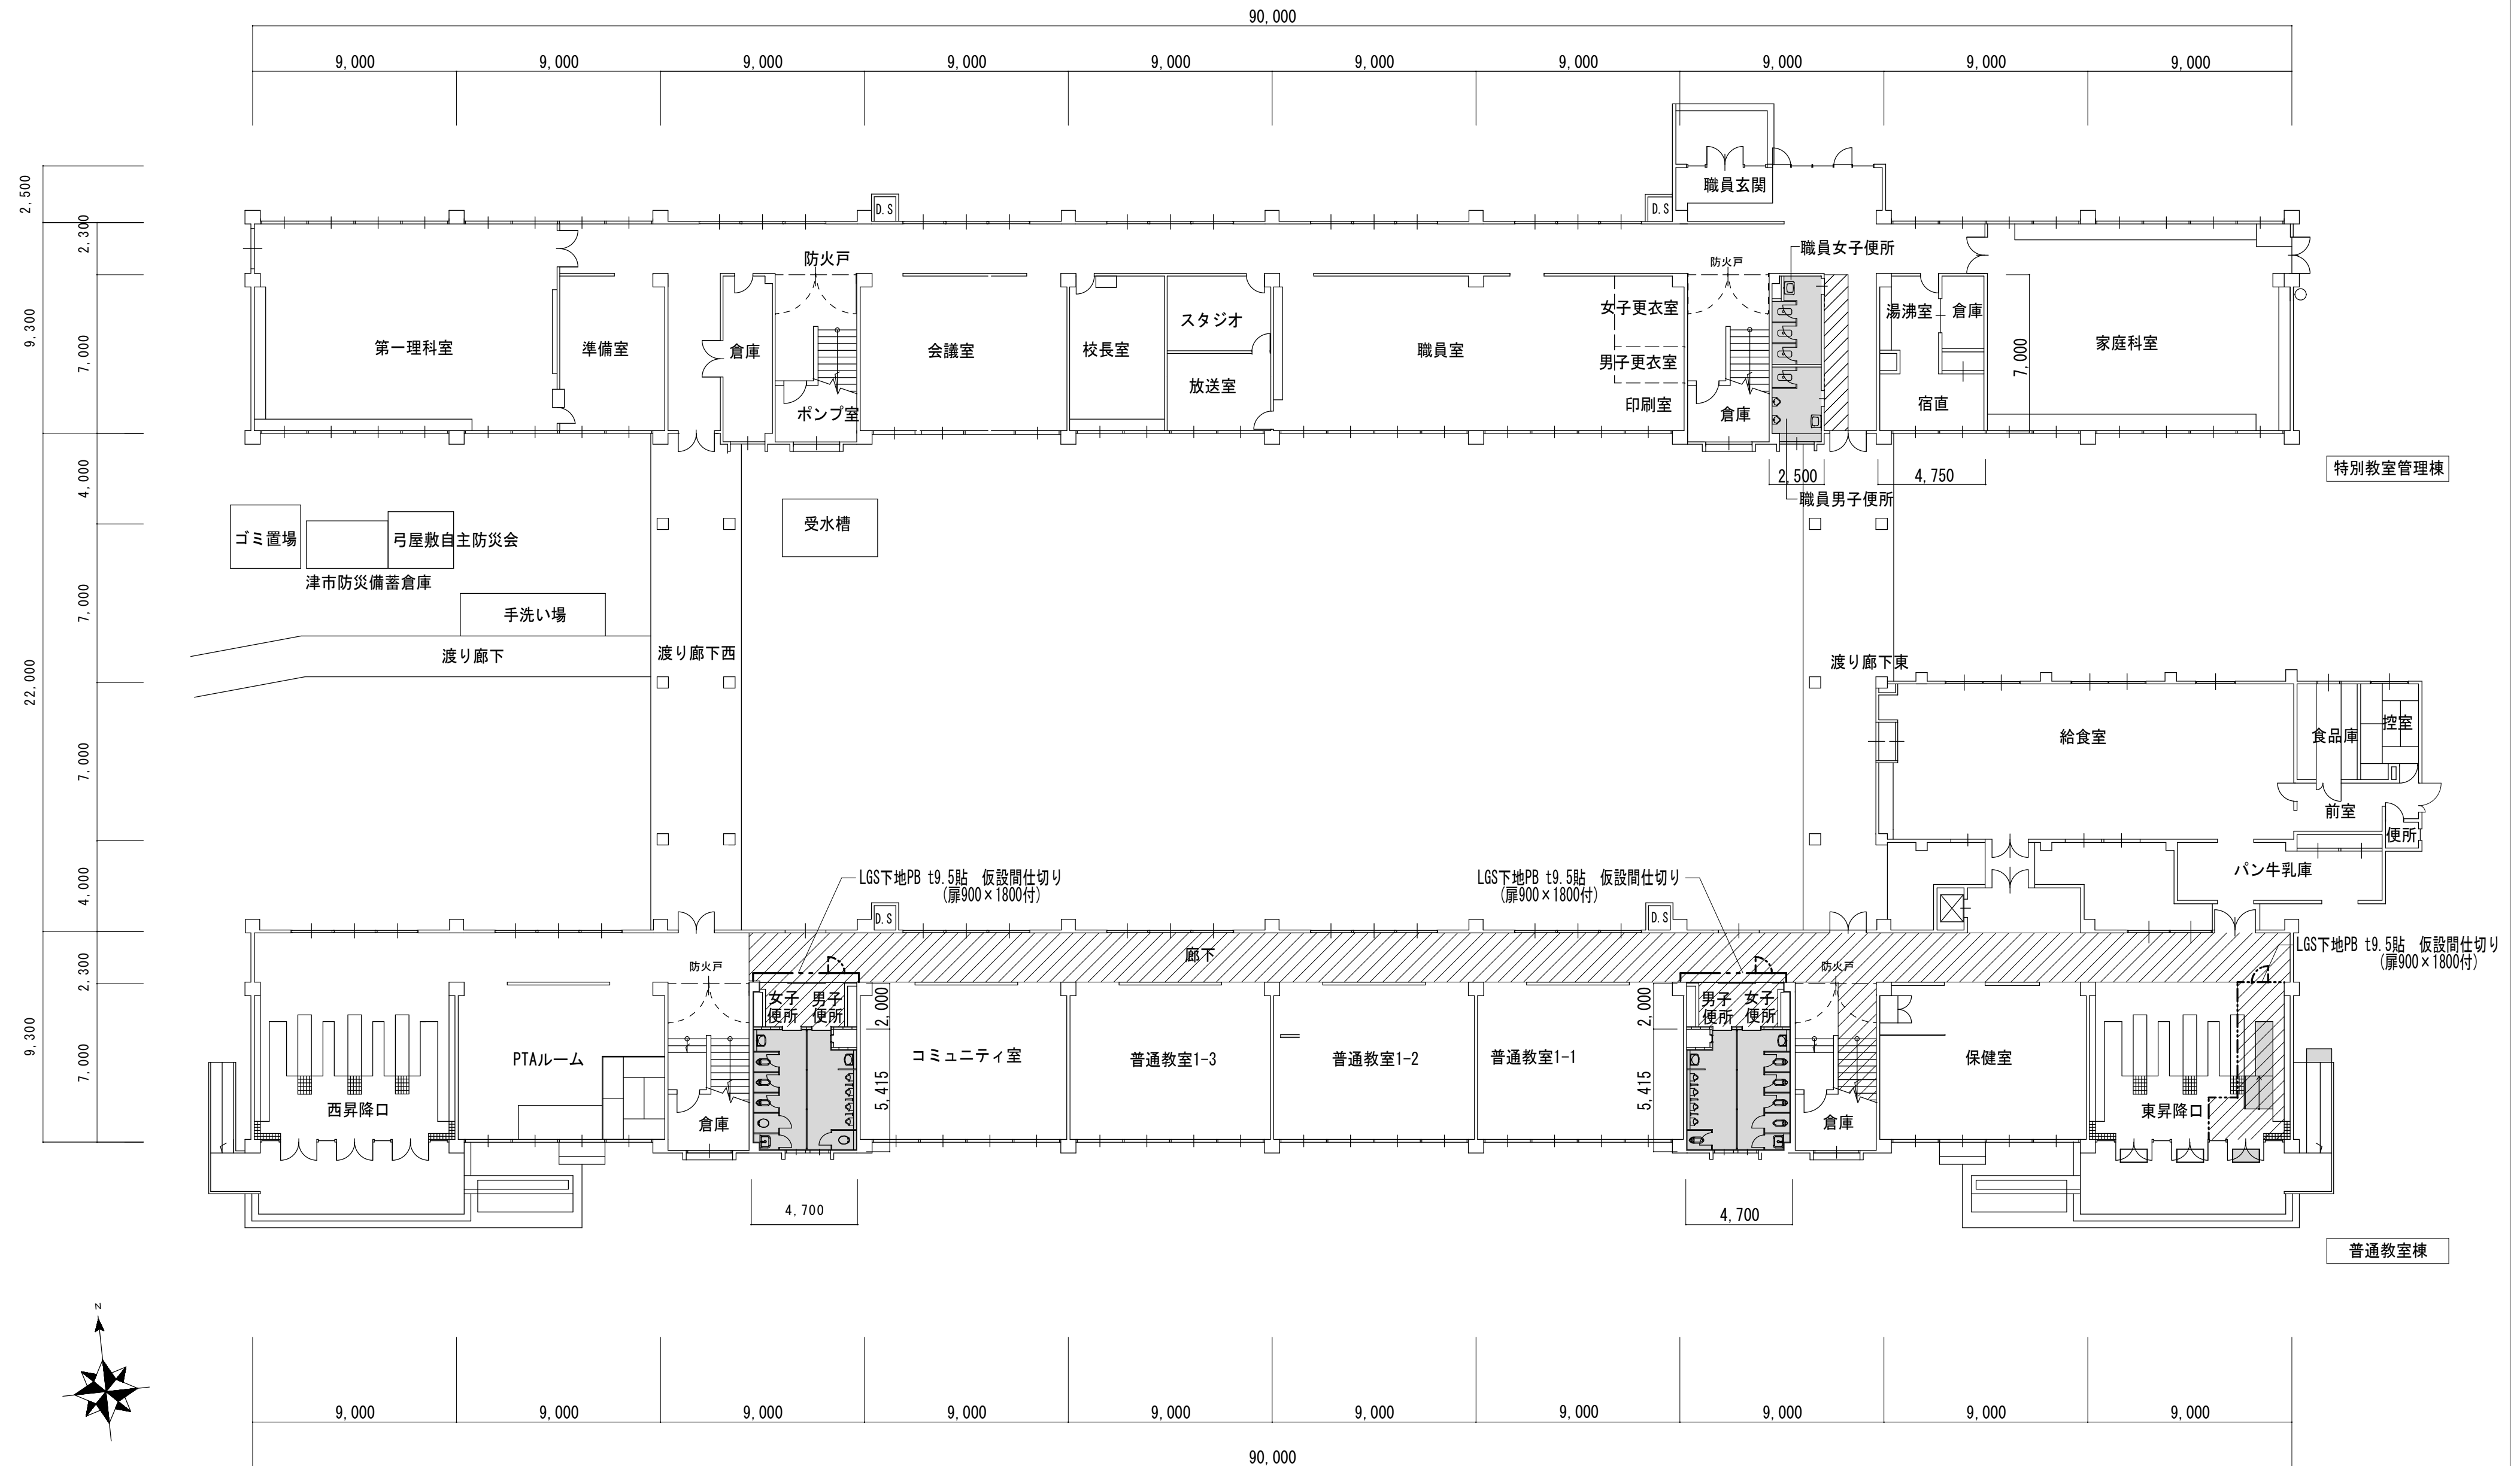 90,000
9,000
9,000
9,000
9,000
9,000
9,000
9,000
9,000
9,000
9,000
2,500
2,300
9,300
7,000
D.S
D.S
職員玄関
職員女子便所
防火戸
防火戸
第一理科室
準備室
倉庫
ポンプ室
会議室
校長室
スタジオ
放送室
職員室
女子更衣室
男子更衣室
印刷室
倉庫
湯沸室
倉庫
宿直
7,000
家庭科室
2,500
4,750
職員男子便所
特別教室管理棟
4,000
7,000
22,000
7,000
4,000
ゴミ置場
弓屋敷自主防災会
津市防災備蓄倉庫
受水槽
手洗い場
渡り廊下
渡り廊下西
渡り廊下東
給食室
食品庫
控室
前室
便所
パン牛乳庫
LGS下地PB t9.5貼 仮設間仕切り
(扉900×1800付)
LGS下地PB t9.5貼 仮設間仕切り
(扉900×1800付)
LGS下地PB t9.5貼 仮設間仕切り
(扉900×1800付)
D.S
D.S
廊下
2,300
9,300
7,000
防火戸
防火戸
女子
便所
男子
便所
2,000
5,415
男子
便所
女子
便所
2,000
5,415
西昇降口
PTAルーム
倉庫
コミュニティ室
普通教室1-3
普通教室1-2
普通教室1-1
倉庫
保健室
東昇降口
4,700
4,700
普通教室棟
N
9,000
9,000
9,000
9,000
9,000
9,000
9,000
9,000
9,000
9,000
90,000